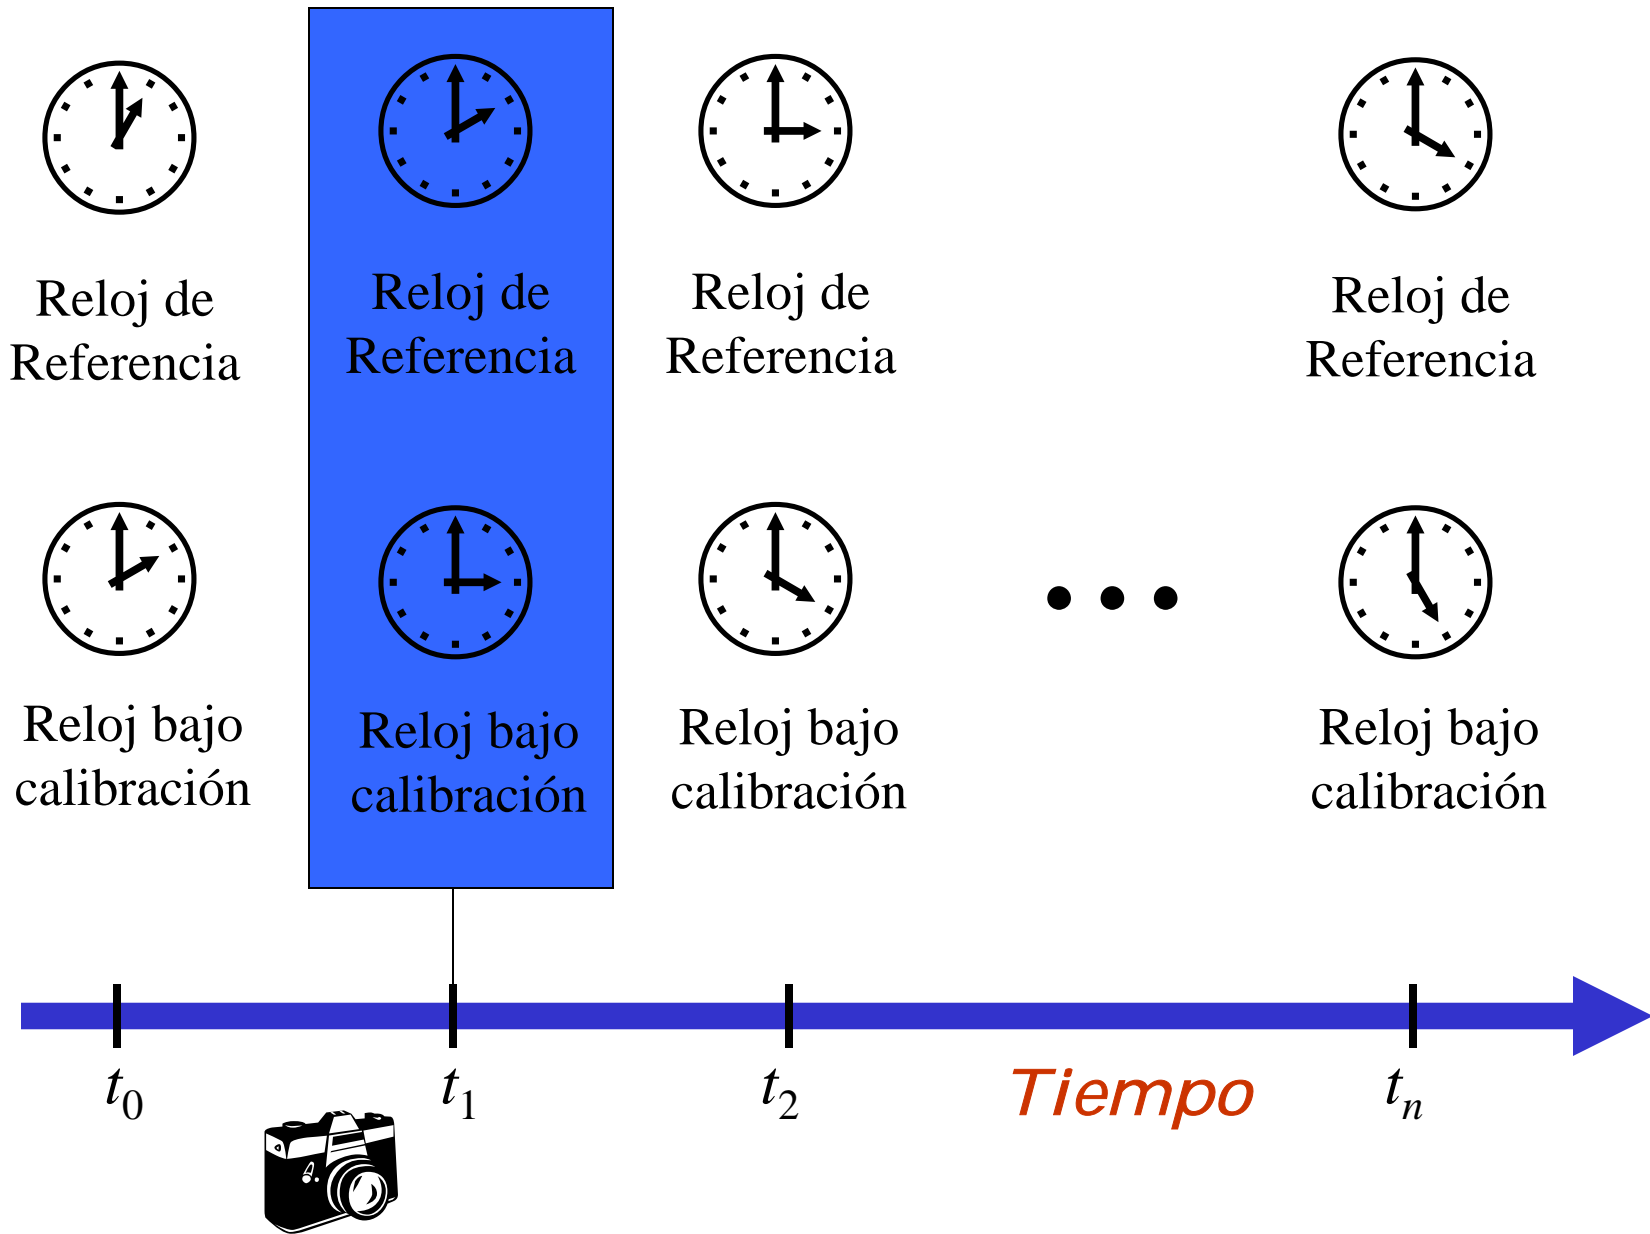 Reloj de
Referencia
Reloj de
Referencia
Reloj de
Referencia
Reloj de
Referencia
Reloj bajo
calibración
Reloj bajo
calibración
Reloj bajo
calibración
Reloj bajo
calibración
t0
t1
t2
Tiempo
tn